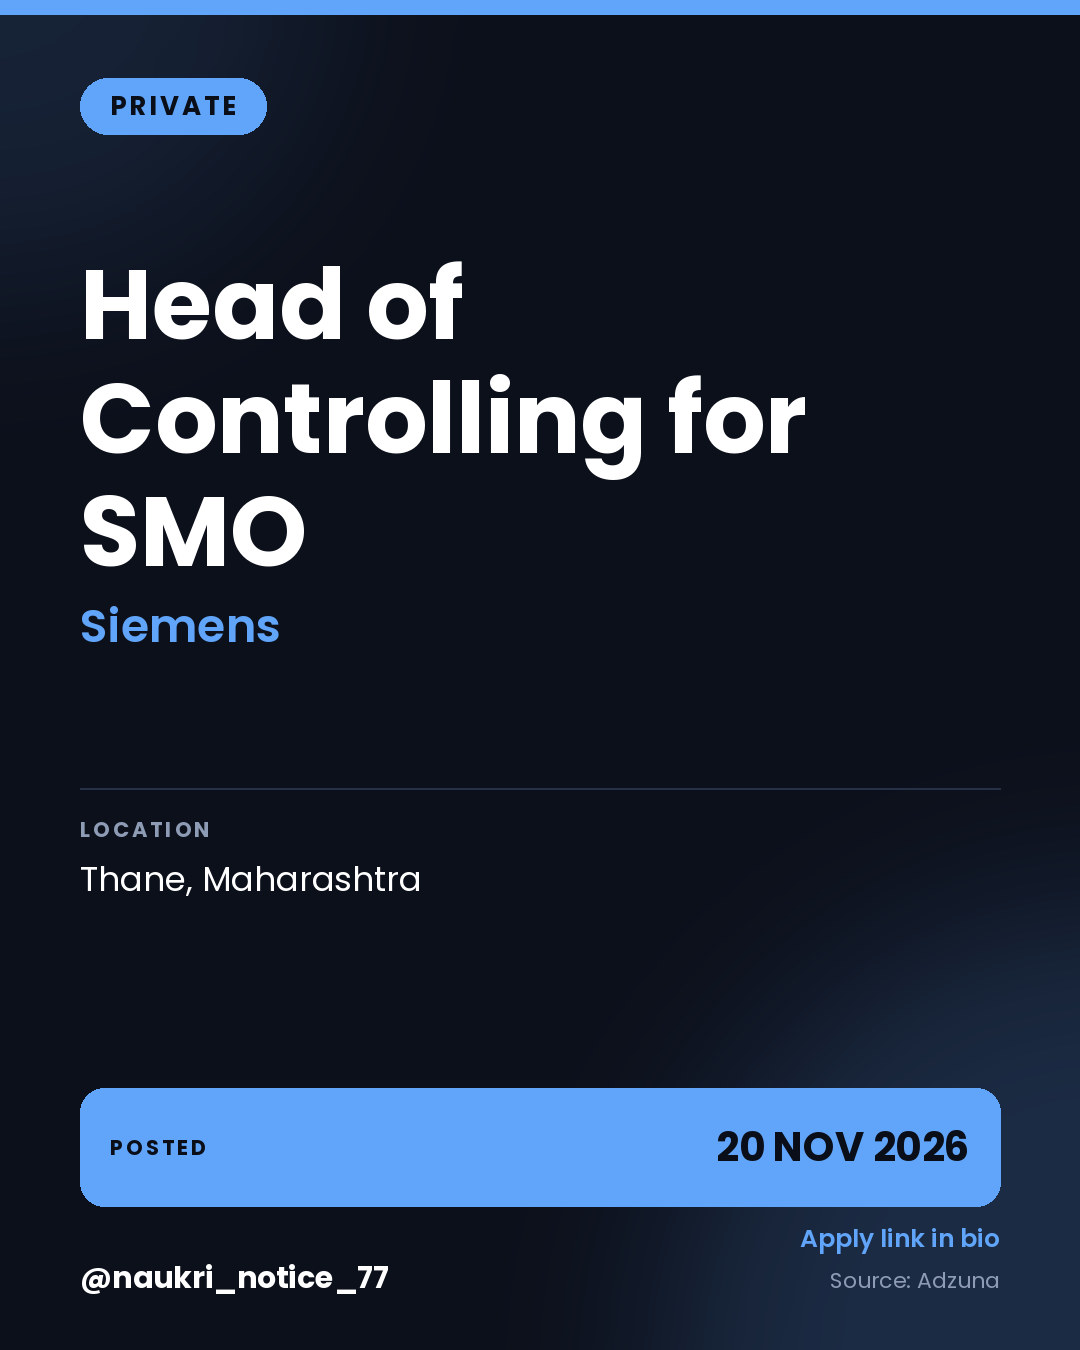 PRIVATE
Head of
Controlling for
SMO
Siemens
LOCATION
Thane, Maharashtra
POSTED
20 NOV 2026
Apply link in bio
@naukri_notice_77
Source: Adzuna